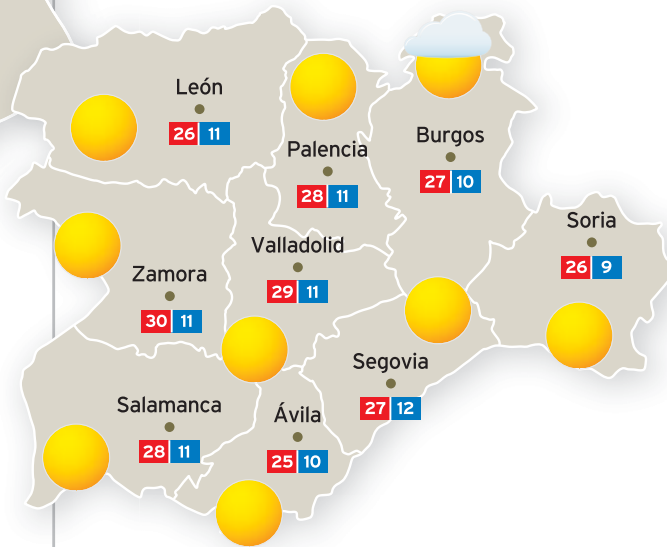 León
26 11
Palencia
28 11
Burgos
27 10
Soria
26 9
Valladolid
29 11
Zamora
30 11
Segovia
27 12
Salamanca
28 11
Ávila
25 10